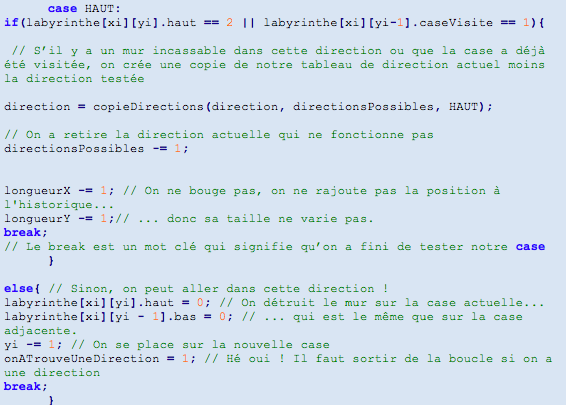 case HAUT:
if(labyrinthe[xi][yi].haut == 2 || labyrinthe[xi][yi-1].caseVisite == 1){
// S’il y a un mur incassable dans cette direction ou que la case a déjà
été visitée, on crée une copie de notre tableau de direction actuel moins
la direction testée
direction = copieDirections(direction, directionsPossibles, HAUT);
// On a retire la direction actuelle qui ne fonctionne pas
directionsPossibles -= 1;
longueurX -= 1; // On ne bouge pas, on ne rajoute pas la position à
l'historique...
longueurY -= 1;// ... donc sa taille ne varie pas.
break;
// Le break est un mot clé qui signifie qu’on a fini de tester notre case
}
else{ // Sinon, on peut aller dans cette direction !
labyrinthe[xi][yi].haut = 0; // On détruit le mur sur la case actuelle...
labyrinthe[xi][yi - 1].bas = 0; // ... qui est le même que sur la case
adjacente.
yi -= 1; // On se place sur la nouvelle case
onATrouveUneDirection = 1; // Hé oui ! Il faut sortir de la boucle si on a
une direction
break;
}